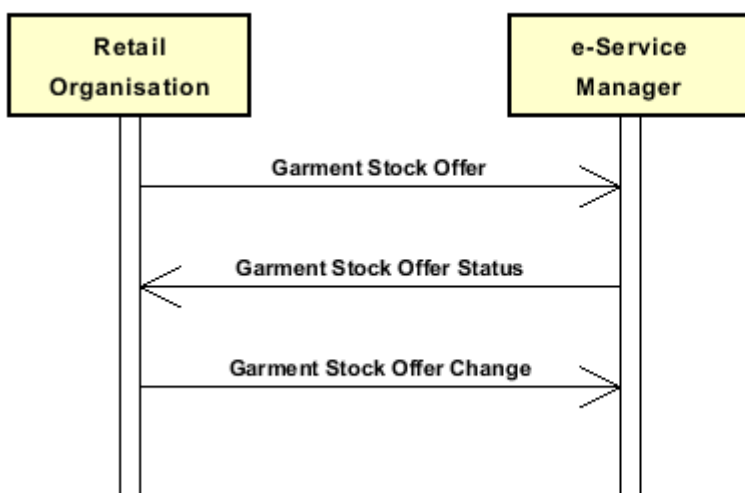 Retail
Organisation
e-Service
Manager
Garment Stock Offer
Garment Stock Offer Status
Garment Stock Offer Change